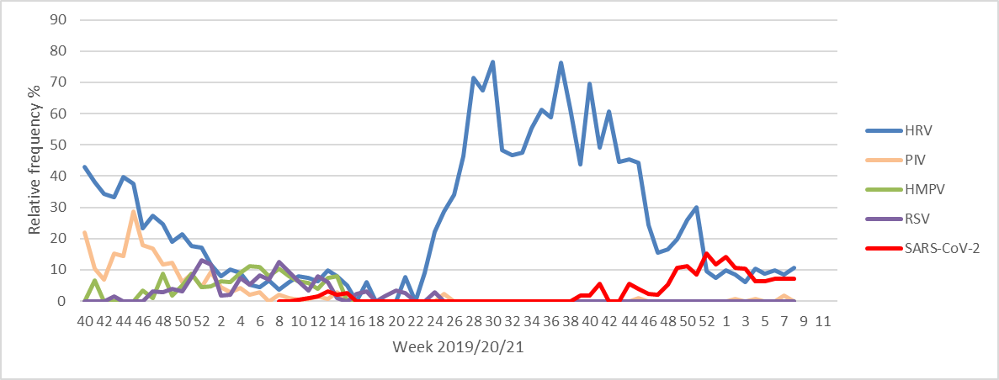 90
80
70
60
50
40
30
20
10
0
Relative frequency %
40 42 44 46 48 50 52 2 4 6 8 10 12 14 16 18 20 22 24 26 28 30 32 34 36 38 40 42 44 46 48 50 52 1 3 5 7 9 11
Week 2019/20/21
HRV
PIV
HMPV
RSV
SARS-CoV-2